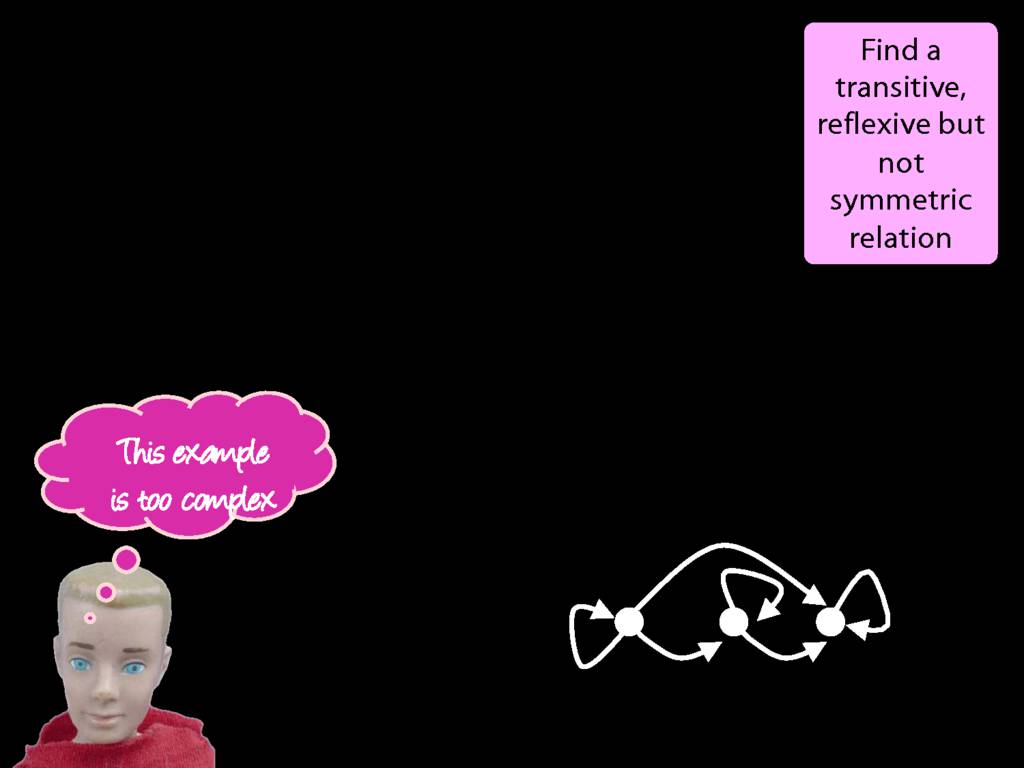 Find a
transitive,
reflexive but
not
symmetric
relation
This example
is too complex